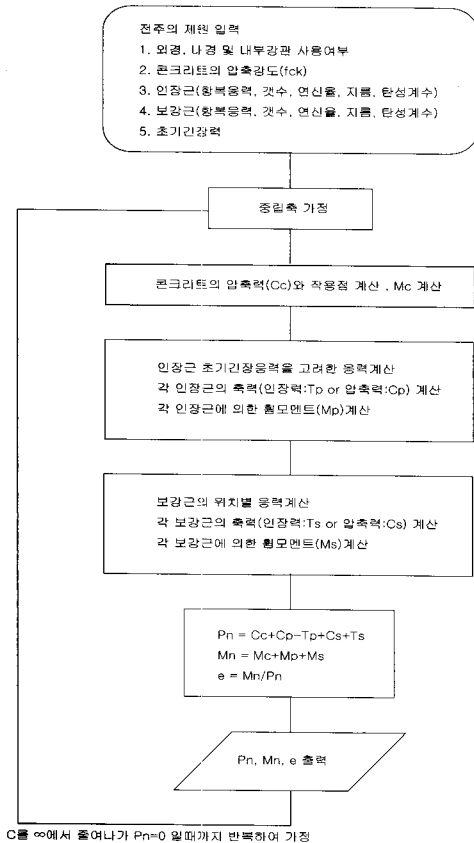 전주의 제원 입력
1. 외경, 나경 및 내부강관 사용여부
2. 콘크리트의 압축강도(fck)
3. 인장근(항복응력, 갯수, 연신율, 지름, 탄성계수)
4. 보강근(항복응력, 갯수, 연신율, 지름, 탄성계수)
5. 초기긴장력
중립축 가정
콘크리트의 압축력(Cc)와 작용점 계산 , Mc 계산
인장근 초기긴장응력을 고려한 응력계산
각 인장근의 축력(인장력:Tp or 압축력:Cp) 계산
각 인장근에 의한 휨모멘트(Mp)계산
보강근의 위치별 응력계산
각 보강근의 축력(인장력:Ts or 압축력:Cs) 계산
각 보강근에 의한 휨모멘트(Ms)계산
Pn = Cc+Cp-Tp+Cs+Ts
Mn = Mc+Mp+Ms
e = Mn/Pn
Pn, Mn, e 출력
C를 ∞에서 줄여나가 Pn=0 일때까지 반복하여 가정